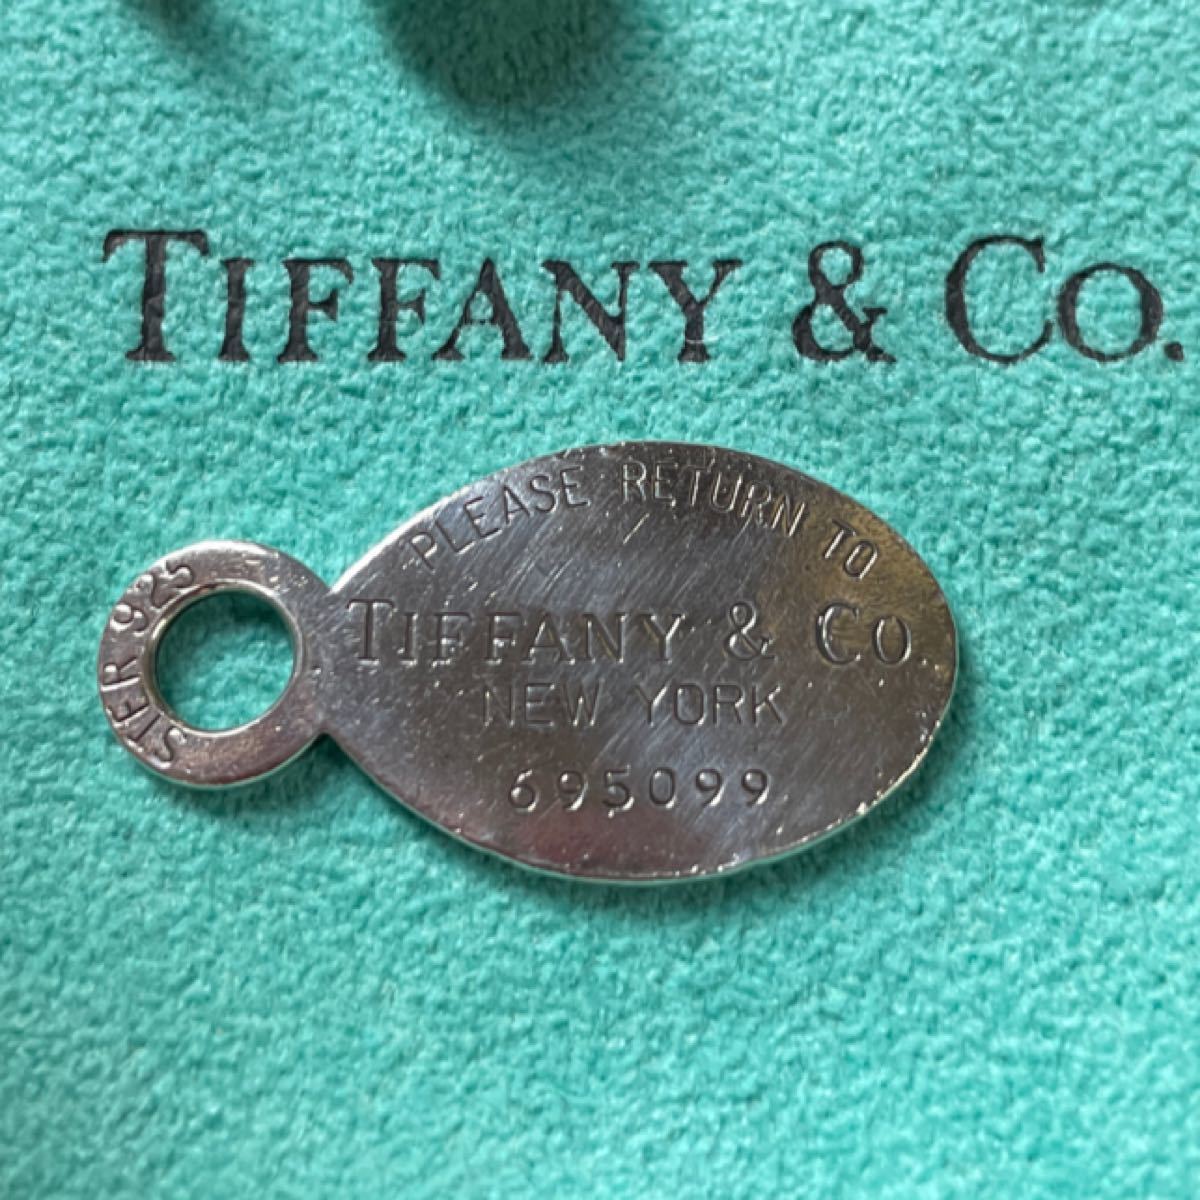 TIFFANY & CO.
PLEASE RETURN TO
TIFFANY & CO.
NEW YORK
695099
STER 925